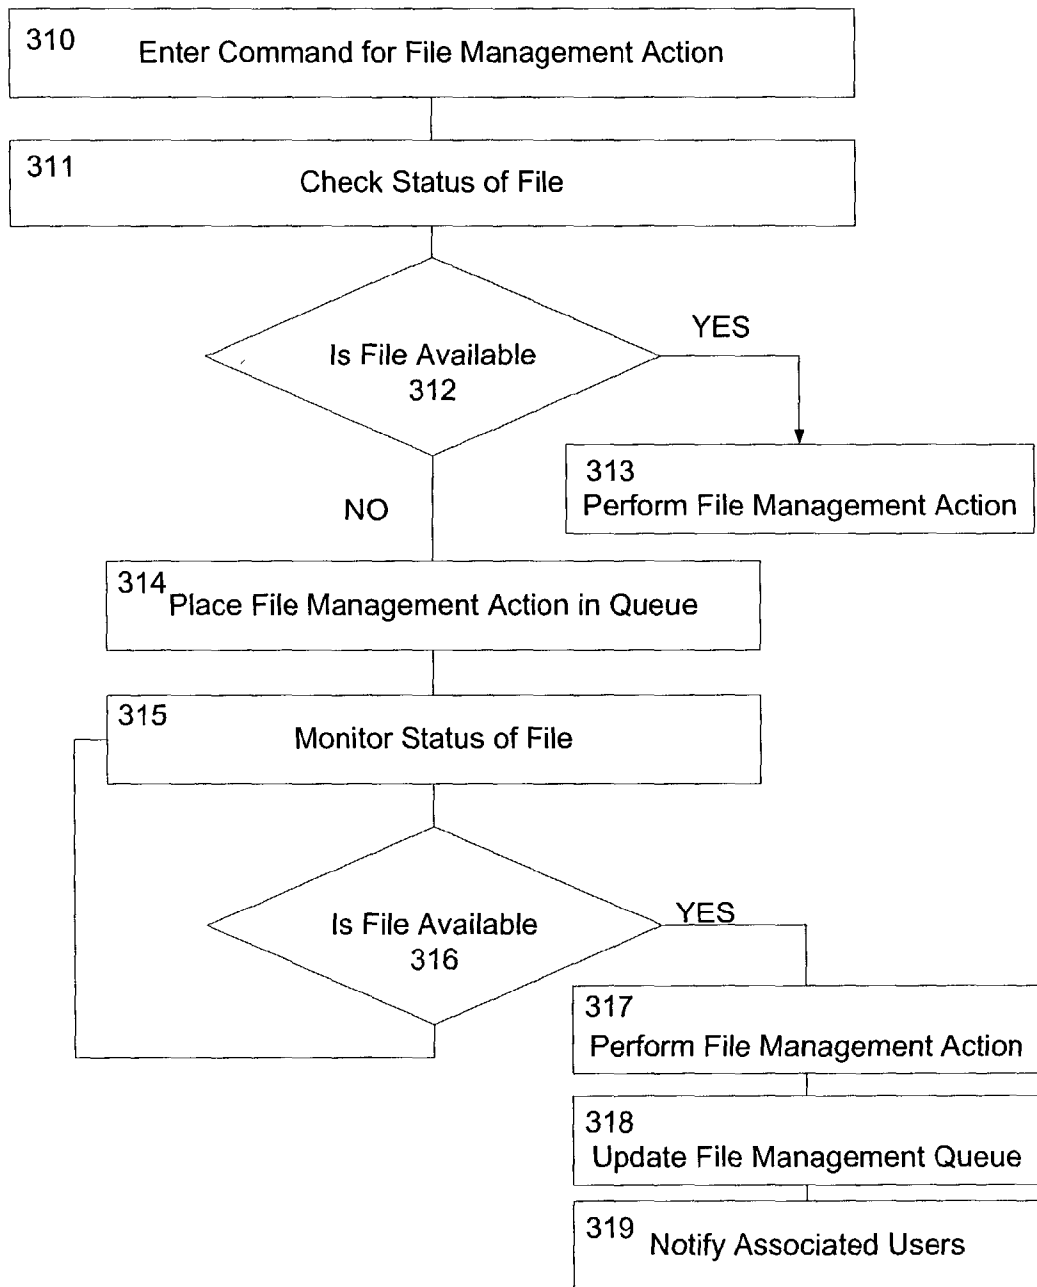 310
Enter Command for File Management Action
311
Check Status of File
YES
Is File Available
312
313
Perform File Management Action
NO
314
Place File Management Action in Queue
315
Monitor Status of File
YES
Is File Available
316
317
Perform File Management Action
318
Update File Management Queue
319
Notify Associated Users